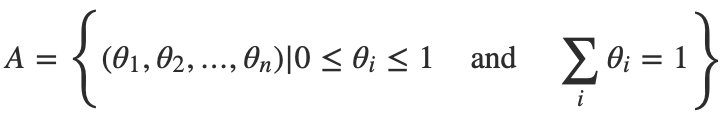 A = { (θ₁, θ₂, ..., θₙ)|0 ≤ θᵢ ≤ 1 and ∑ᵢ θᵢ = 1 }